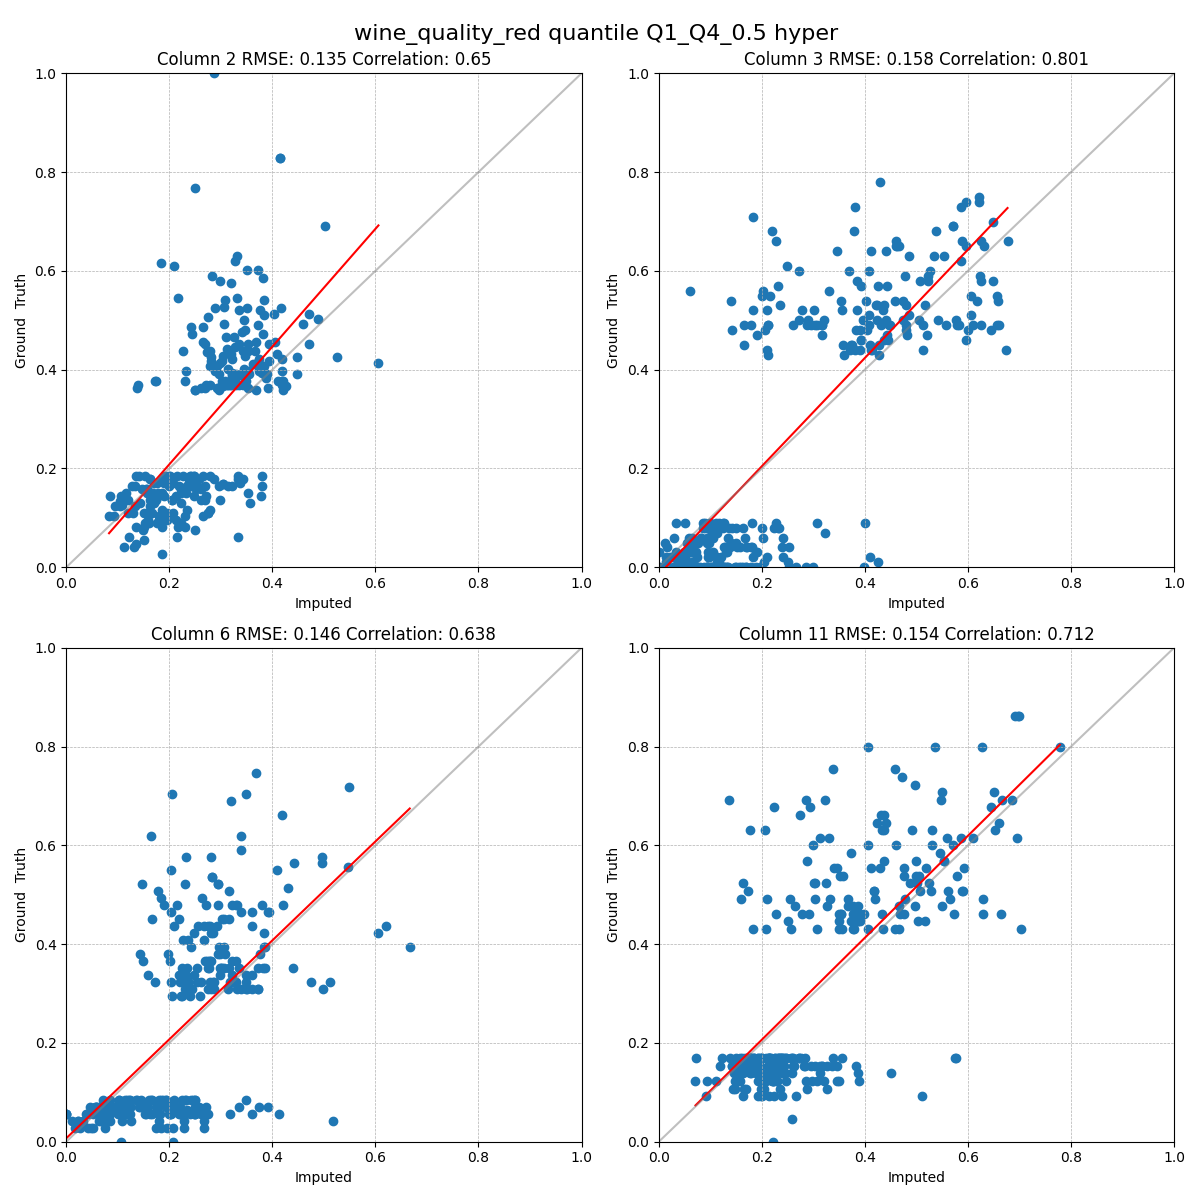 wine_quality_red quantile Q1_Q4_0.5 hyper
Column 2 RMSE: 0.135 Correlation: 0.65
1.0
0.8
0.6
0.4
0.2
0.0
Ground Truth
0.0 0.2 0.4 0.6 0.8 1.0
Imputed
Column 3 RMSE: 0.158 Correlation: 0.801
1.0
0.8
0.6
0.4
0.2
0.0
Ground Truth
0.0 0.2 0.4 0.6 0.8 1.0
Imputed
Column 6 RMSE: 0.146 Correlation: 0.638
1.0
0.8
0.6
0.4
0.2
0.0
Ground Truth
0.0 0.2 0.4 0.6 0.8 1.0
Imputed
Column 11 RMSE: 0.154 Correlation: 0.712
1.0
0.8
0.6
0.4
0.2
0.0
Ground Truth
0.0 0.2 0.4 0.6 0.8 1.0
Imputed